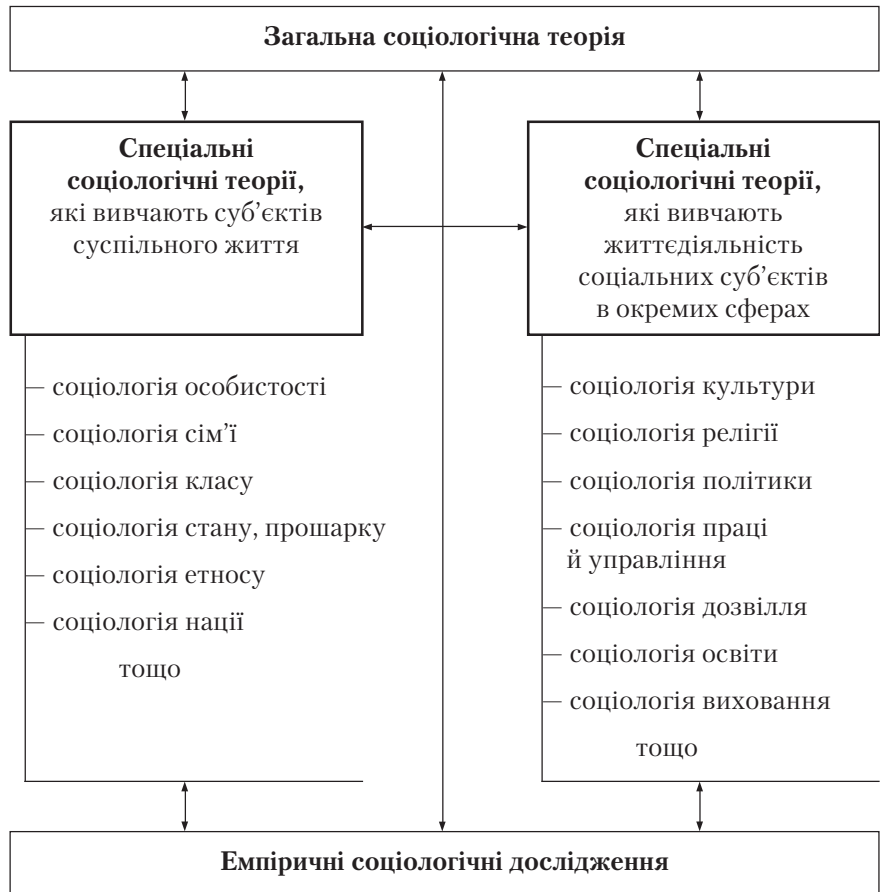 Загальна соціологічна теорія
Спеціальні
соціологічні теорії,
які вивчають суб’єктів
суспільного життя
Спеціальні
соціологічні теорії,
які вивчають
життєдіяльність
соціальних суб’єктів
в окремих сферах
соціологія особистості
соціологія сім’ї
соціологія класу
соціологія стану, прошарку
соціологія етносу
соціологія нації
тощо
соціологія культури
соціологія релігії
соціологія політики
соціологія праці
й управління
соціологія дозвілля
соціологія освіти
соціологія виховання
тощо
Емпіричні соціологічні дослідження